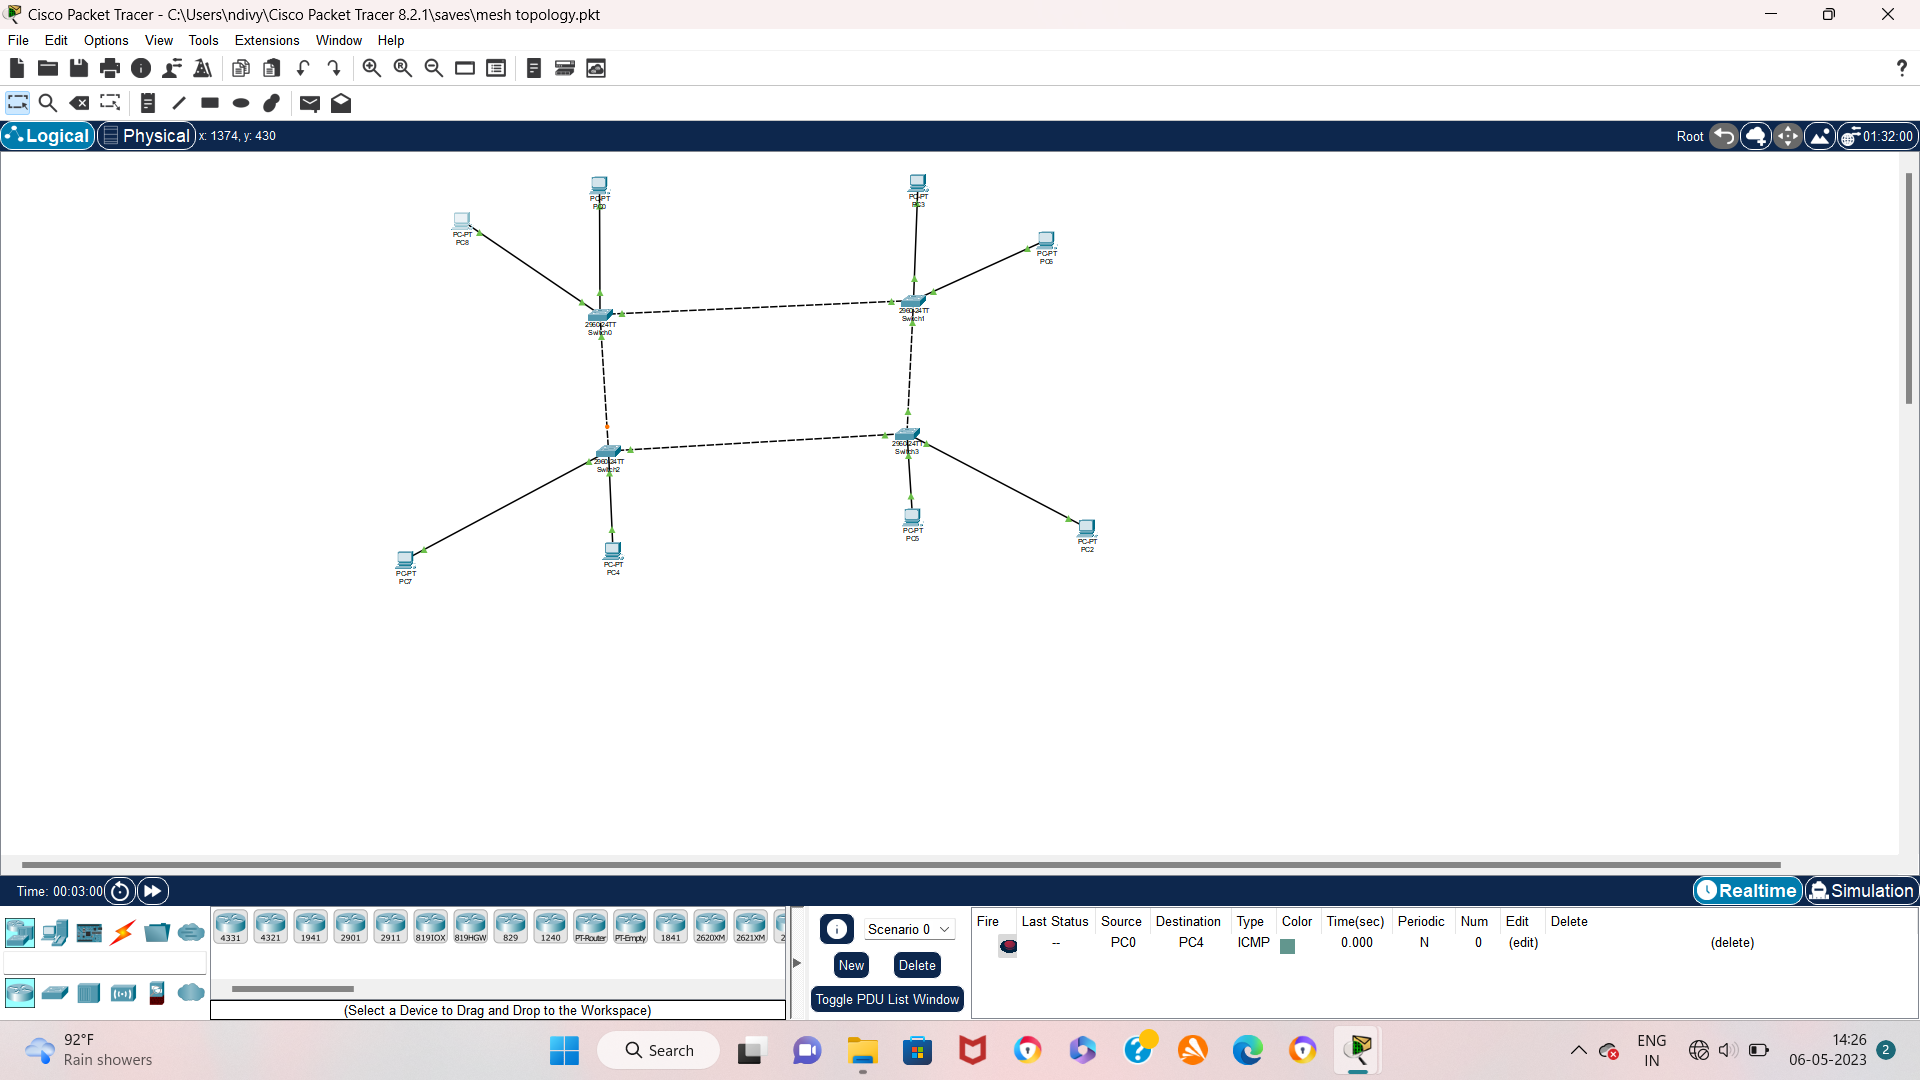 Cisco Packet Tracer - C:\Users\ndivy\Cisco Packet Tracer 8.2.1\saves\mesh topology.pkt
File Edit Options View Tools Extensions Window Help
?
Logical Physical x: 1374, y: 430 Root 01:32:00
PC-PT
PC0
PC-PT
PC3
PC-PT
PC8
PC-PT
PC6
2960-24TT
Switch1
2960-24TT
Switch0
2960-24TT
Switch3
2960-24TT
Switch2
PC-PT
PC5
PC-PT
PC2
PC-PT
PC4
PC-PT
PC7
Time: 00:03:00 Realtime Simulation
4331 4321 1941 2901 2911 819IOX 819HGW 829 1240 PT-Router PT-Empty 1841 2620XM 2621XM
(Select a Device to Drag and Drop to the Workspace)
Scenario 0
New Delete
Toggle PDU List Window
Fire Last Status Source Destination Type Color Time(sec) Periodic Num Edit Delete
-- PC0 PC4 ICMP 0.000 N 0 (edit) (delete)
92°F
Rain showers
Search
ENG
IN
14:26
06-05-2023
2